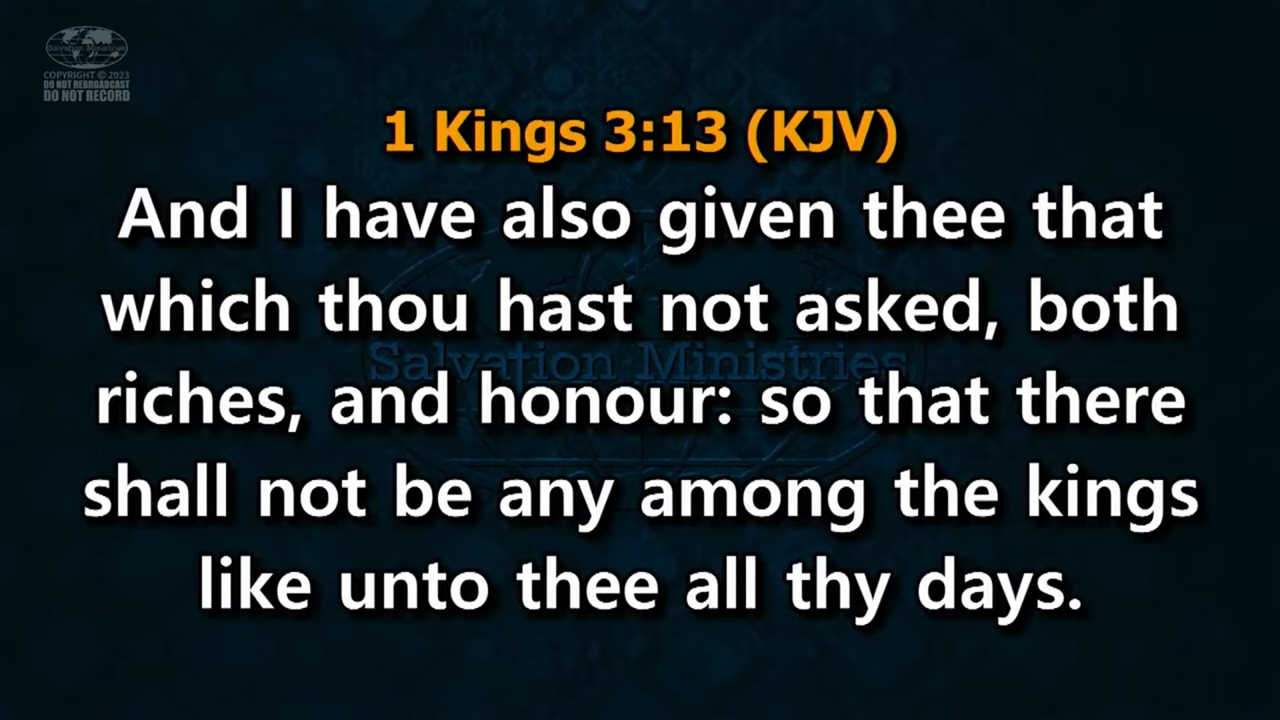 Salvation Ministries
COPYRIGHT © 2023
DO NOT REBROADCAST
DO NOT RECORD
1 Kings 3:13 (KJV)
And I have also given thee that
which thou hast not asked, both
Salvation Ministries
riches, and honour: so that there
shall not be any among the kings
like unto thee all thy days.